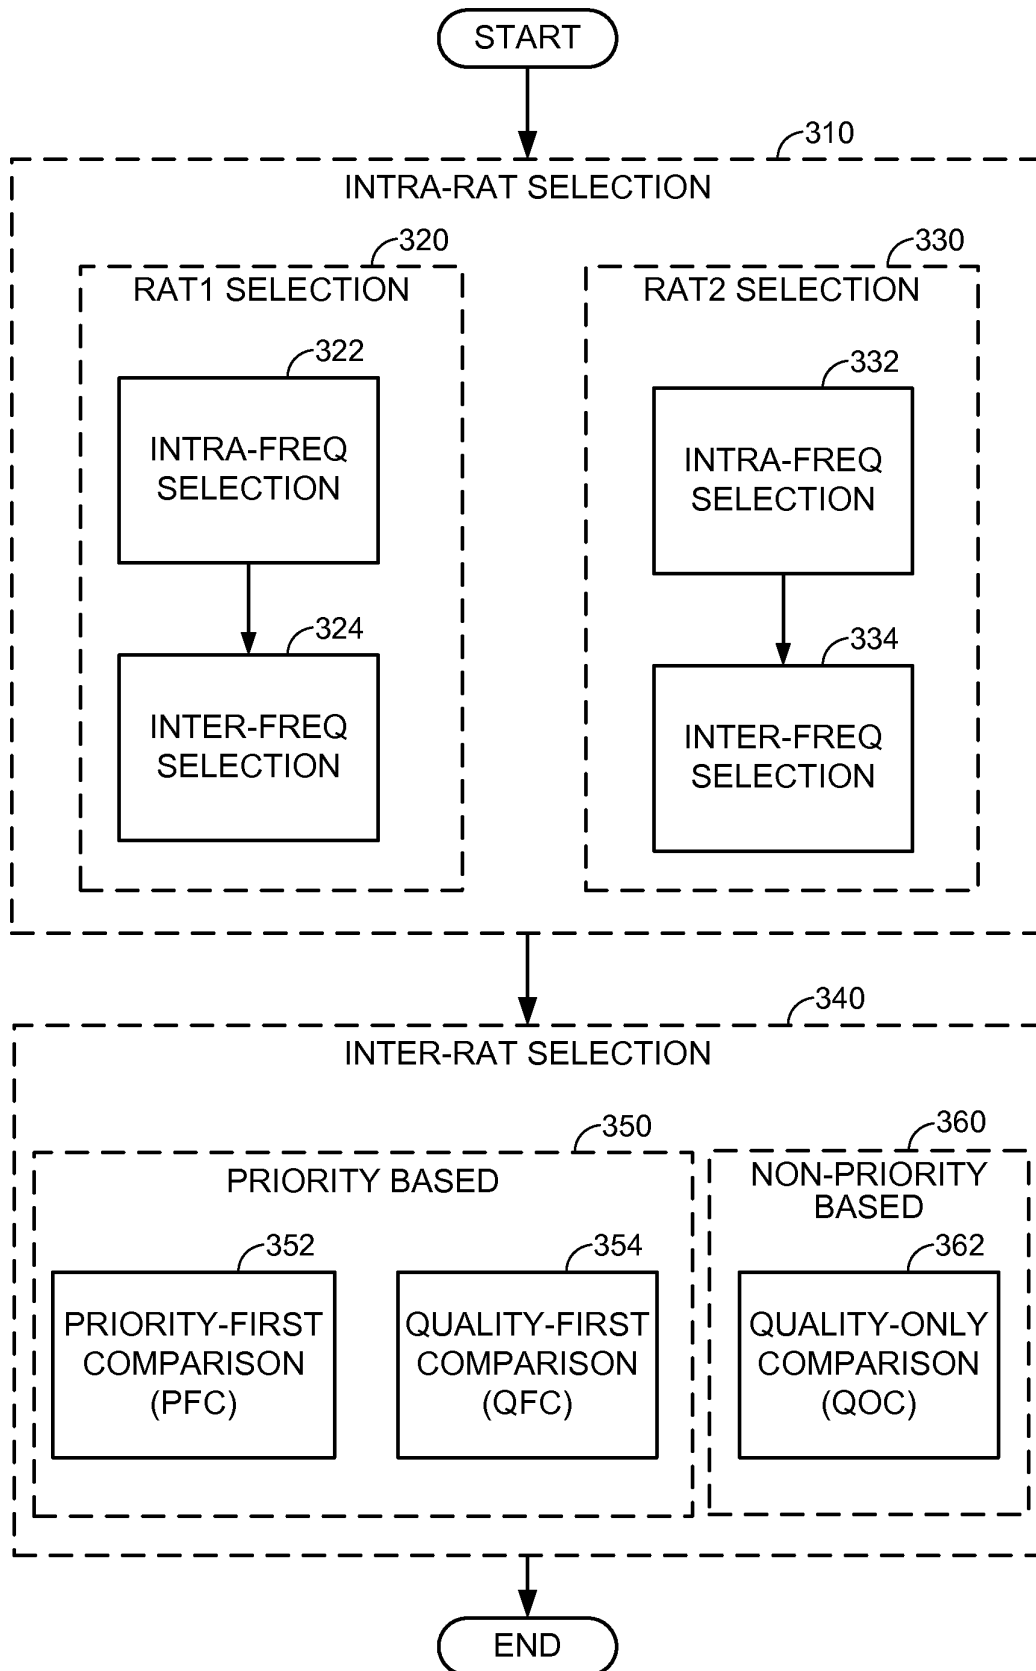 START
310
INTRA-RAT SELECTION
320
RAT1 SELECTION
322
INTRA-FREQ
SELECTION
324
INTER-FREQ
SELECTION
330
RAT2 SELECTION
332
INTRA-FREQ
SELECTION
334
INTER-FREQ
SELECTION
340
INTER-RAT SELECTION
350
PRIORITY BASED
352
PRIORITY-FIRST
COMPARISON
(PFC)
354
QUALITY-FIRST
COMPARISON
(QFC)
360
NON-PRIORITY
BASED
362
QUALITY-ONLY
COMPARISON
(QOC)
END